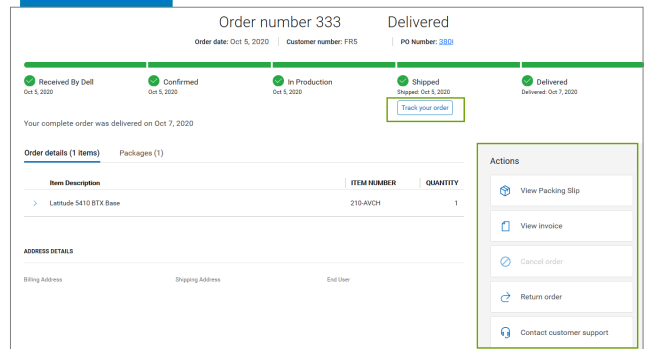 Order number 333 Delivered
Order date: Oct 5, 2020 Customer number: FR5 PO Number: 380i
Received By Dell Confirmed In Production Shipped Delivered
Oct 5, 2020 Oct 5, 2020 Oct 5, 2020 Shipped: Oct 5, 2020 Delivered: Oct 7, 2020
Track your order
Your complete order was delivered on Oct 7, 2020
Order details (1 items) Packages (1)
Item Description ITEM NUMBER QUANTITY
Latitude 5410 BTX Base 210-AVCH 1
ADDRESS DETAILS
Billing Address Shipping Address End User
Actions
View Packing Slip
View invoice
Cancel order
Return order
Contact customer support